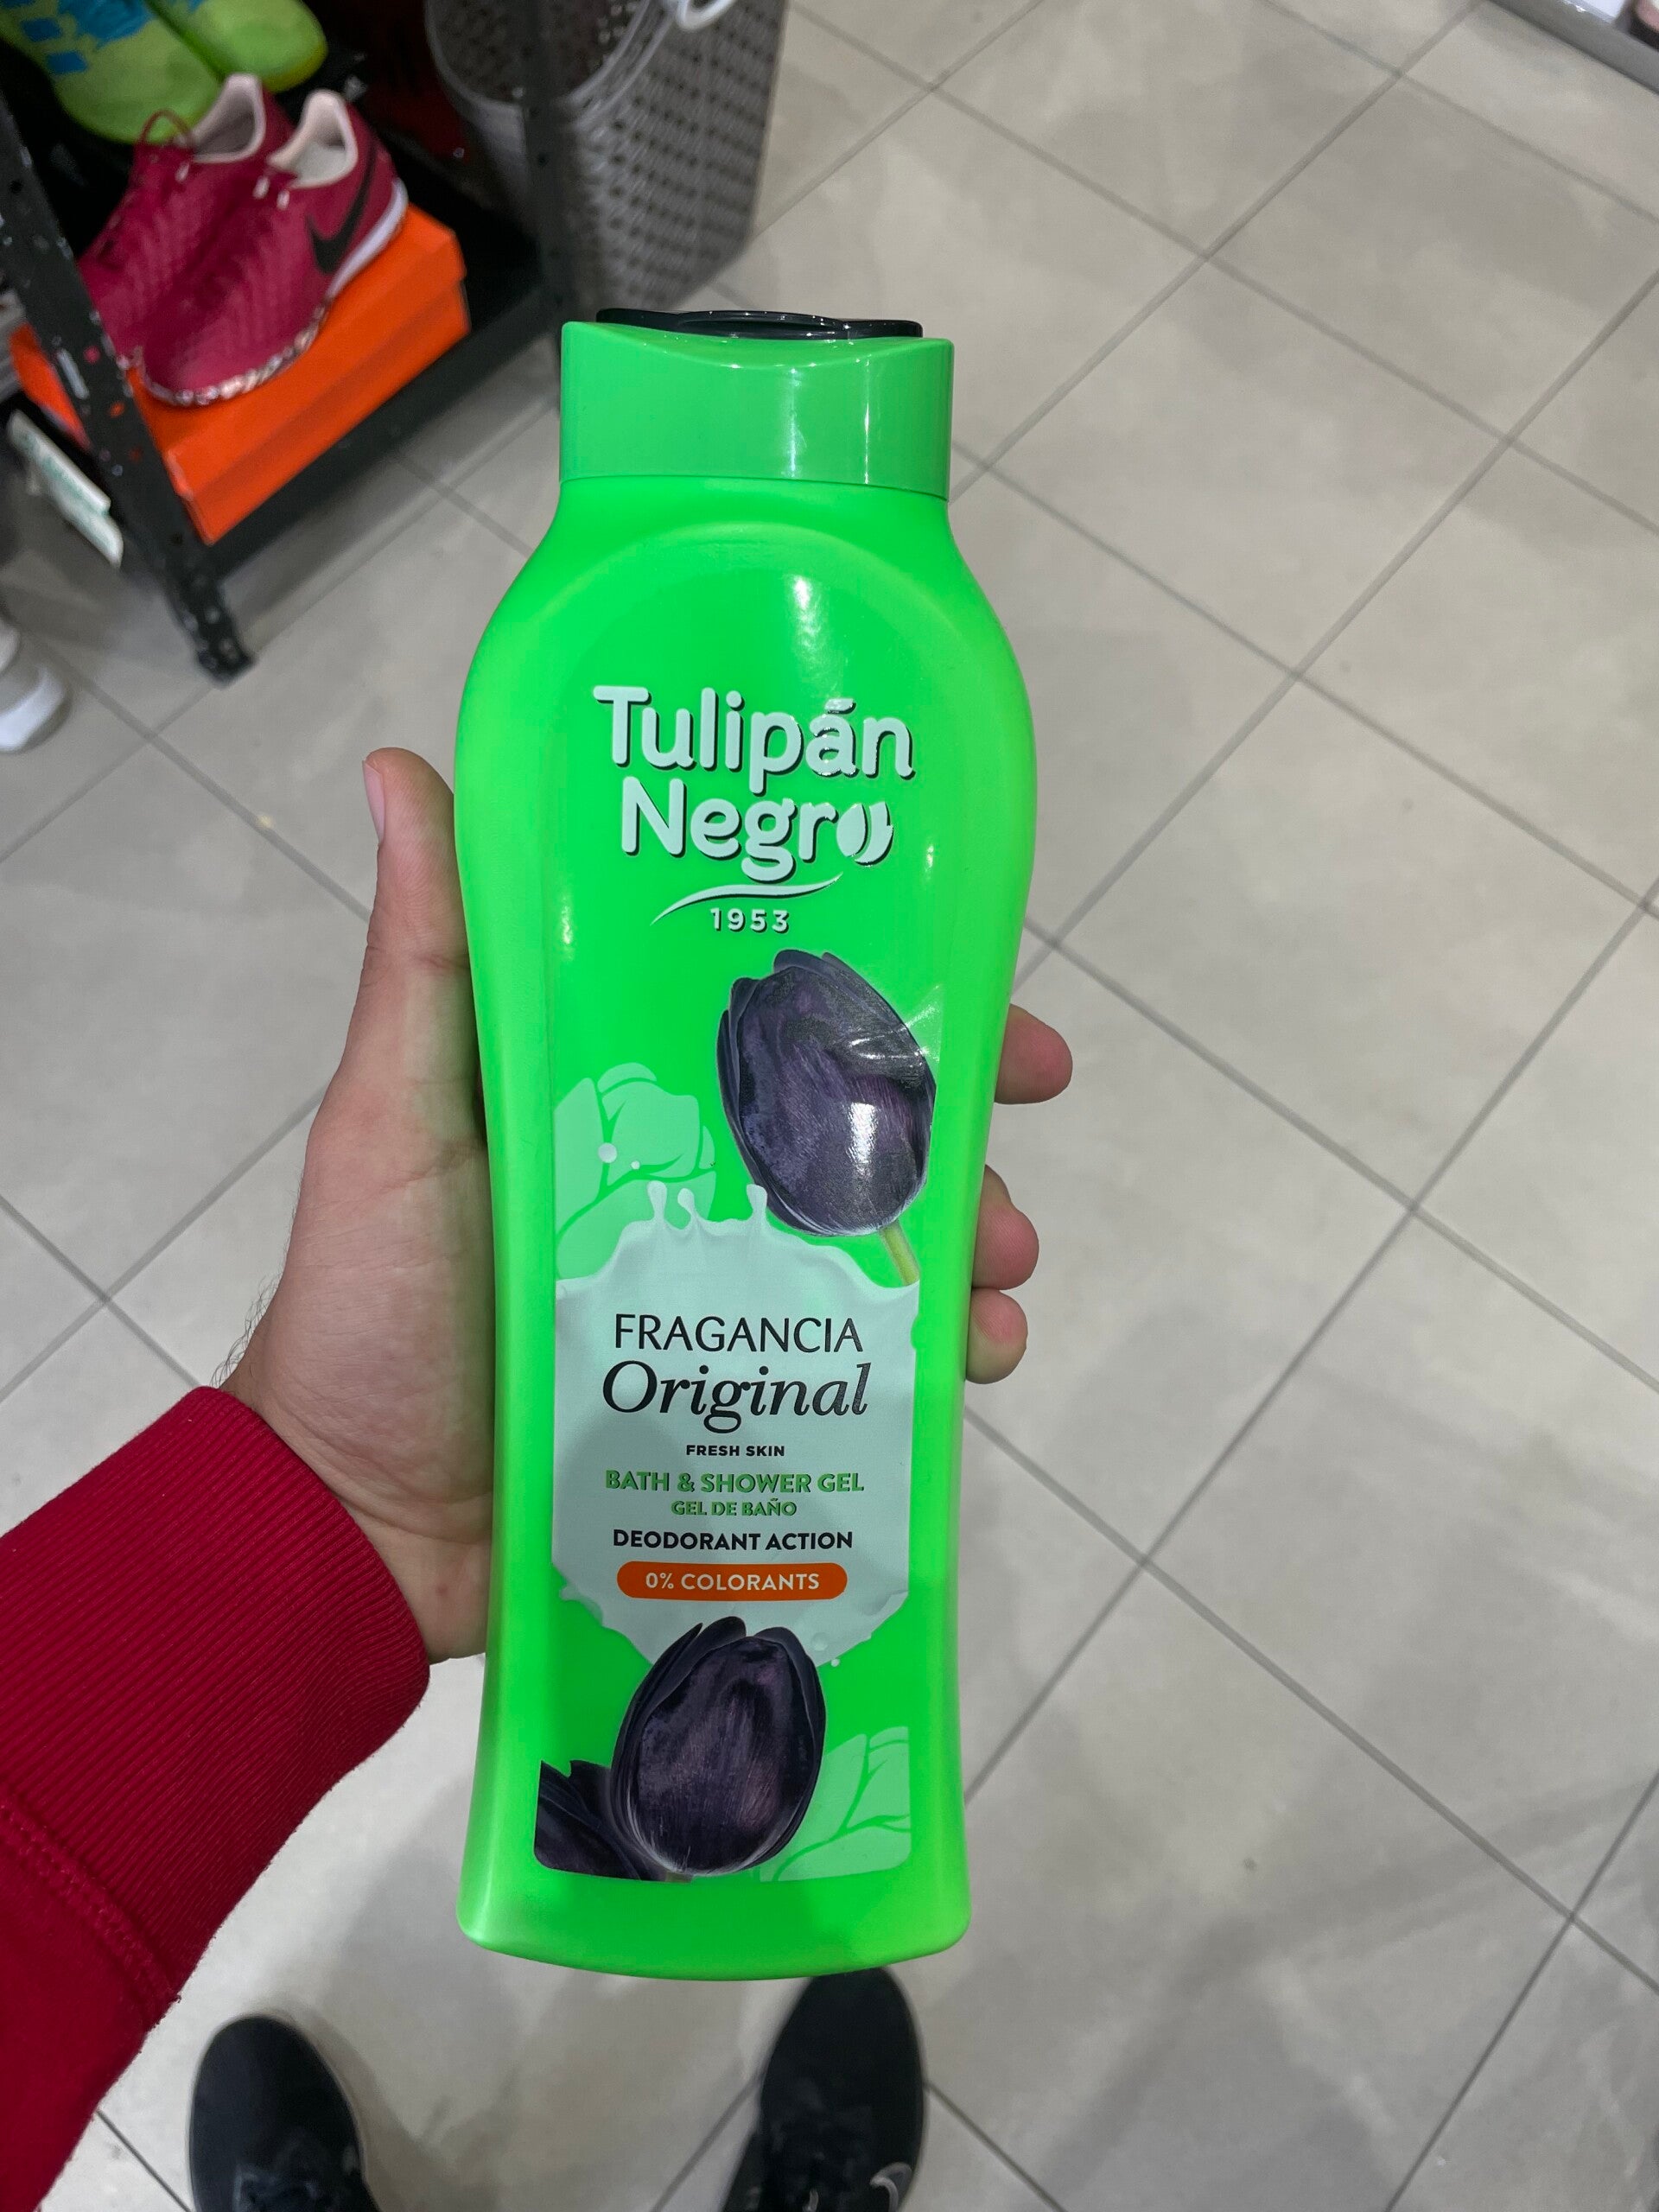 Tulipán
Negro
1953
FRAGANCIA
Original
FRESH SKIN
BATH & SHOWER GEL
GEL DE BAÑO
DEODORANT ACTION
0% COLORANTS